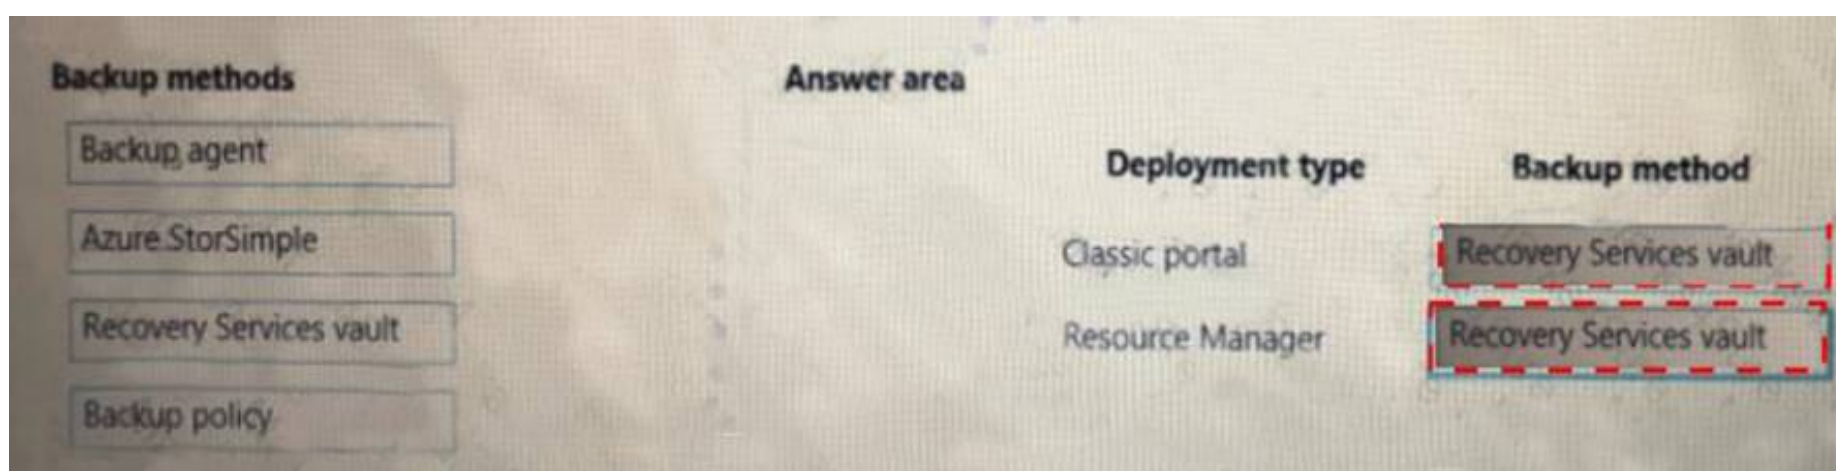 Backup methods
Answer area
Backup agent
Azure StorSimple
Recovery Services vault
Backup policy
Deployment type
Backup method
Classic portal
Recovery Services vault
Resource Manager
Recovery Services vault